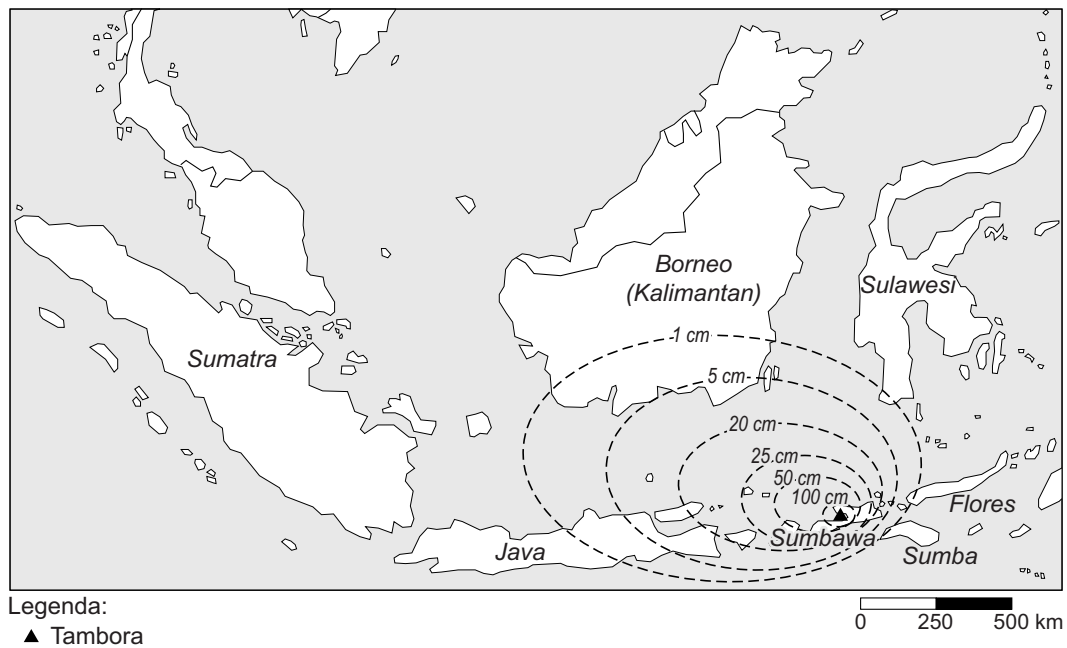 Borneo
(Kalimantan)
Sulawesi
1 cm
Sumatra
5 cm
20 cm
25 cm
50 cm
100 cm
Flores
Sumbawa
Java
Sumba
Legenda:
Tambora
0 250 500 km